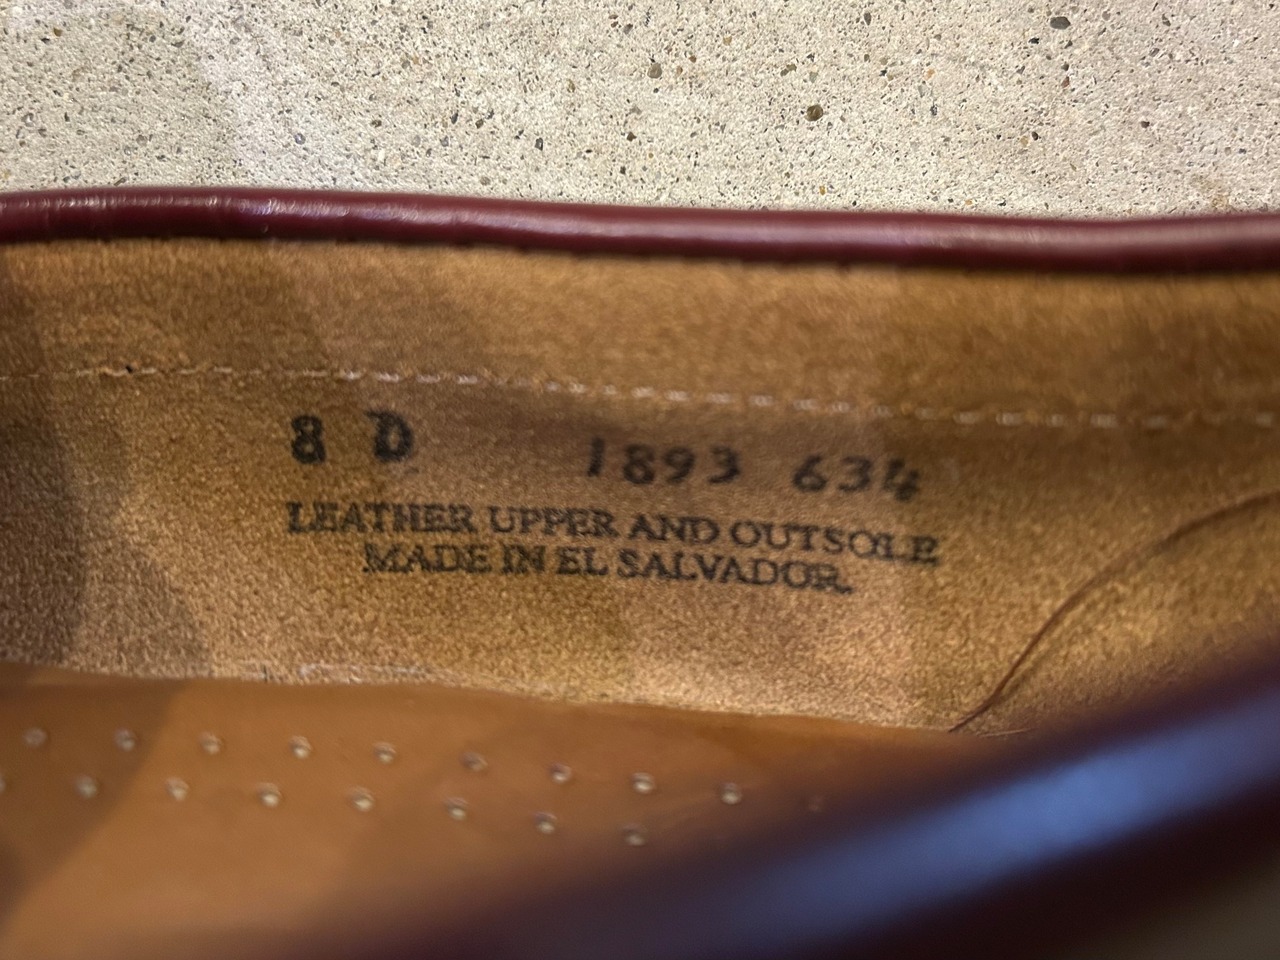 8 D 1893 634
LEATHER UPPER AND OUTSOLE
MADE IN EL SALVADOR.